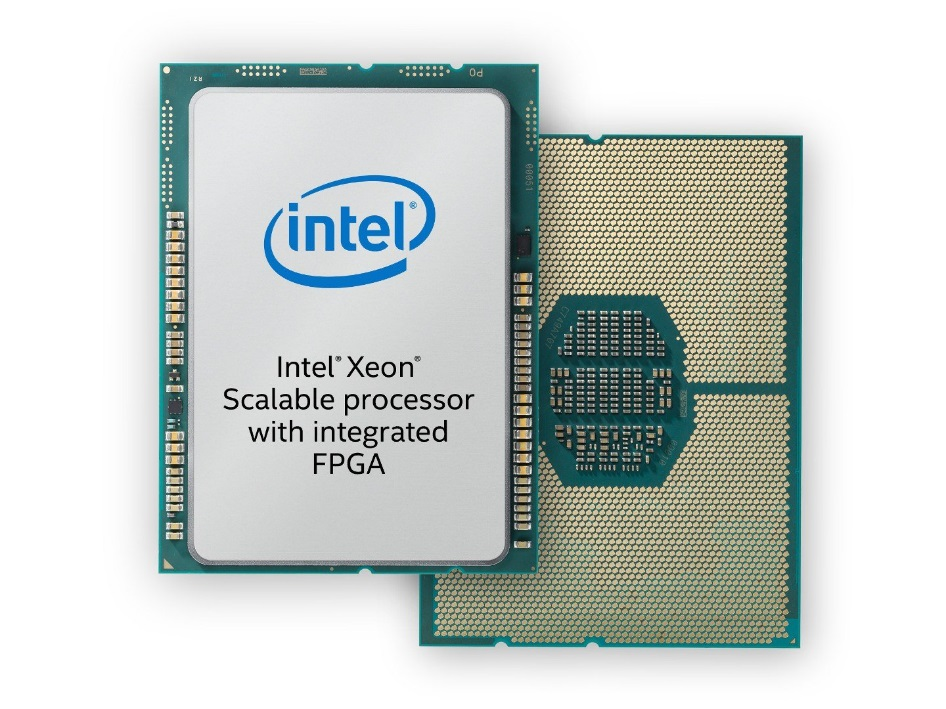 intel®
Intel® Xeon®
Scalable processor
with integrated
FPGA